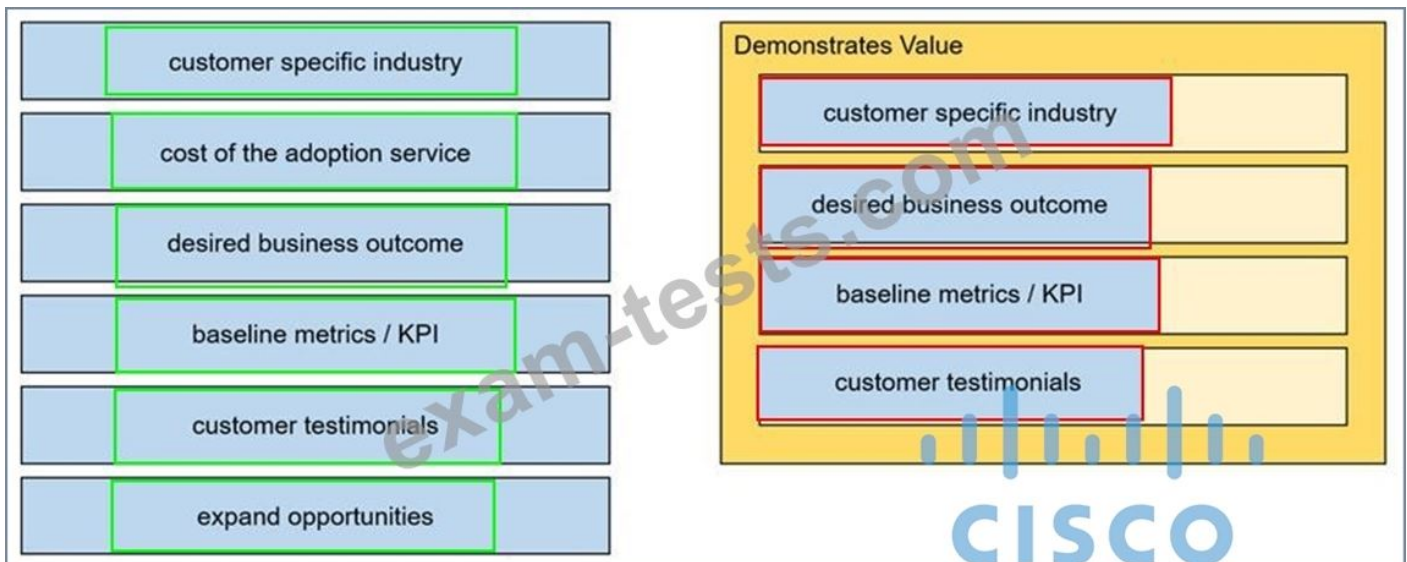 customer specific industry
cost of the adoption service
desired business outcome
baseline metrics / KPI
customer testimonials
expand opportunities
Demonstrates Value
customer specific industry
desired business outcome
baseline metrics / KPI
customer testimonials
exam-tests.com
CISCO